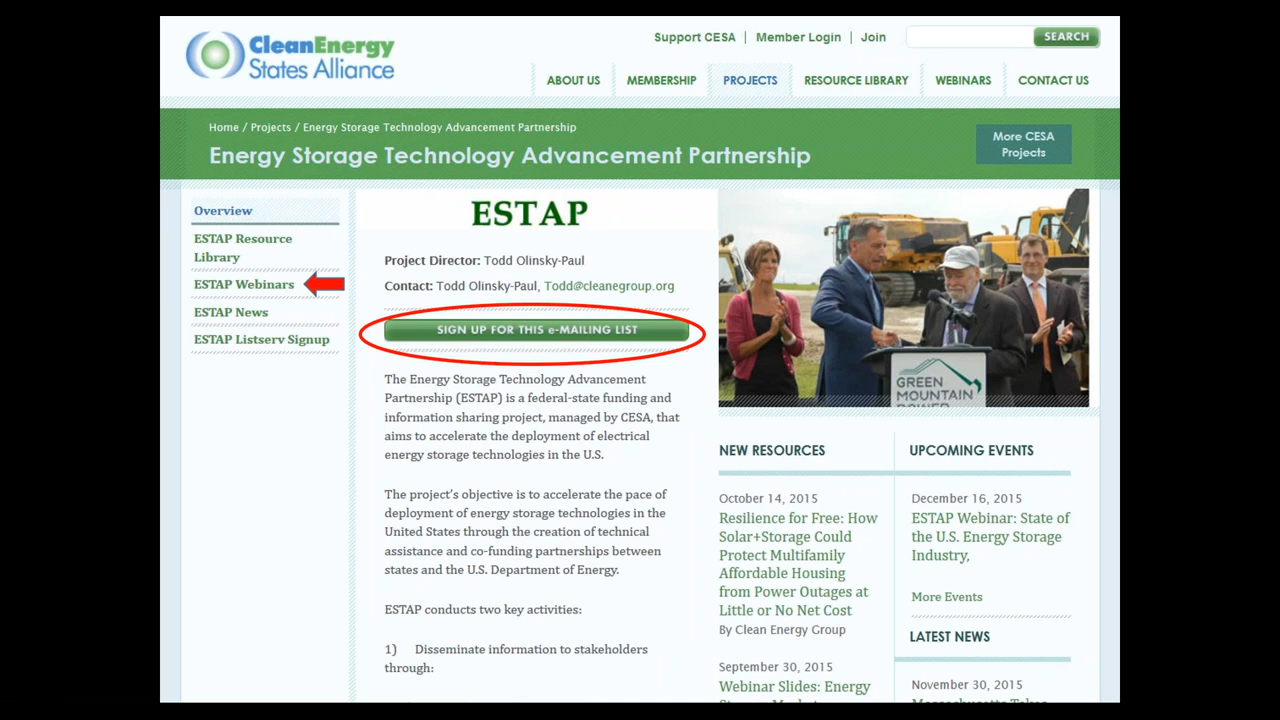 CleanEnergy
States Alliance
Support CESA | Member Login | Join
SEARCH
ABOUT US
MEMBERSHIP
PROJECTS
RESOURCE LIBRARY
WEBINARS
CONTACT US
Home / Projects / Energy Storage Technology Advancement Partnership
Energy Storage Technology Advancement Partnership
More CESA
Projects
Overview
ESTAP Resource
Library
ESTAP Webinars
ESTAP News
ESTAP Listserv Signup
ESTAP
Project Director: Todd Olinsky-Paul
Contact: Todd Olinsky-Paul, Todd@cleanegroup.org
SIGN UP FOR THIS e-MAILING LIST
The Energy Storage Technology Advancement
Partnership (ESTAP) is a federal-state funding and
information sharing project, managed by CESA, that
aims to accelerate the deployment of electrical
energy storage technologies in the U.S.
The project's objective is to accelerate the pace of
deployment of energy storage technologies in the
United States through the creation of technical
assistance and co-funding partnerships between
states and the U.S. Department of Energy.
ESTAP conducts two key activities:
1) Disseminate information to stakeholders
through:
GREEN
MOUNTAIN
POWER
NEW RESOURCES
October 14, 2015
Resilience for Free: How
Solar+Storage Could
Protect Multifamily
Affordable Housing
from Power Outages at
Little or No Net Cost
By Clean Energy Group
September 30, 2015
Webinar Slides: Energy
UPCOMING EVENTS
December 16, 2015
ESTAP Webinar: State of
the U.S. Energy Storage
Industry,
More Events
LATEST NEWS
November 30, 2015